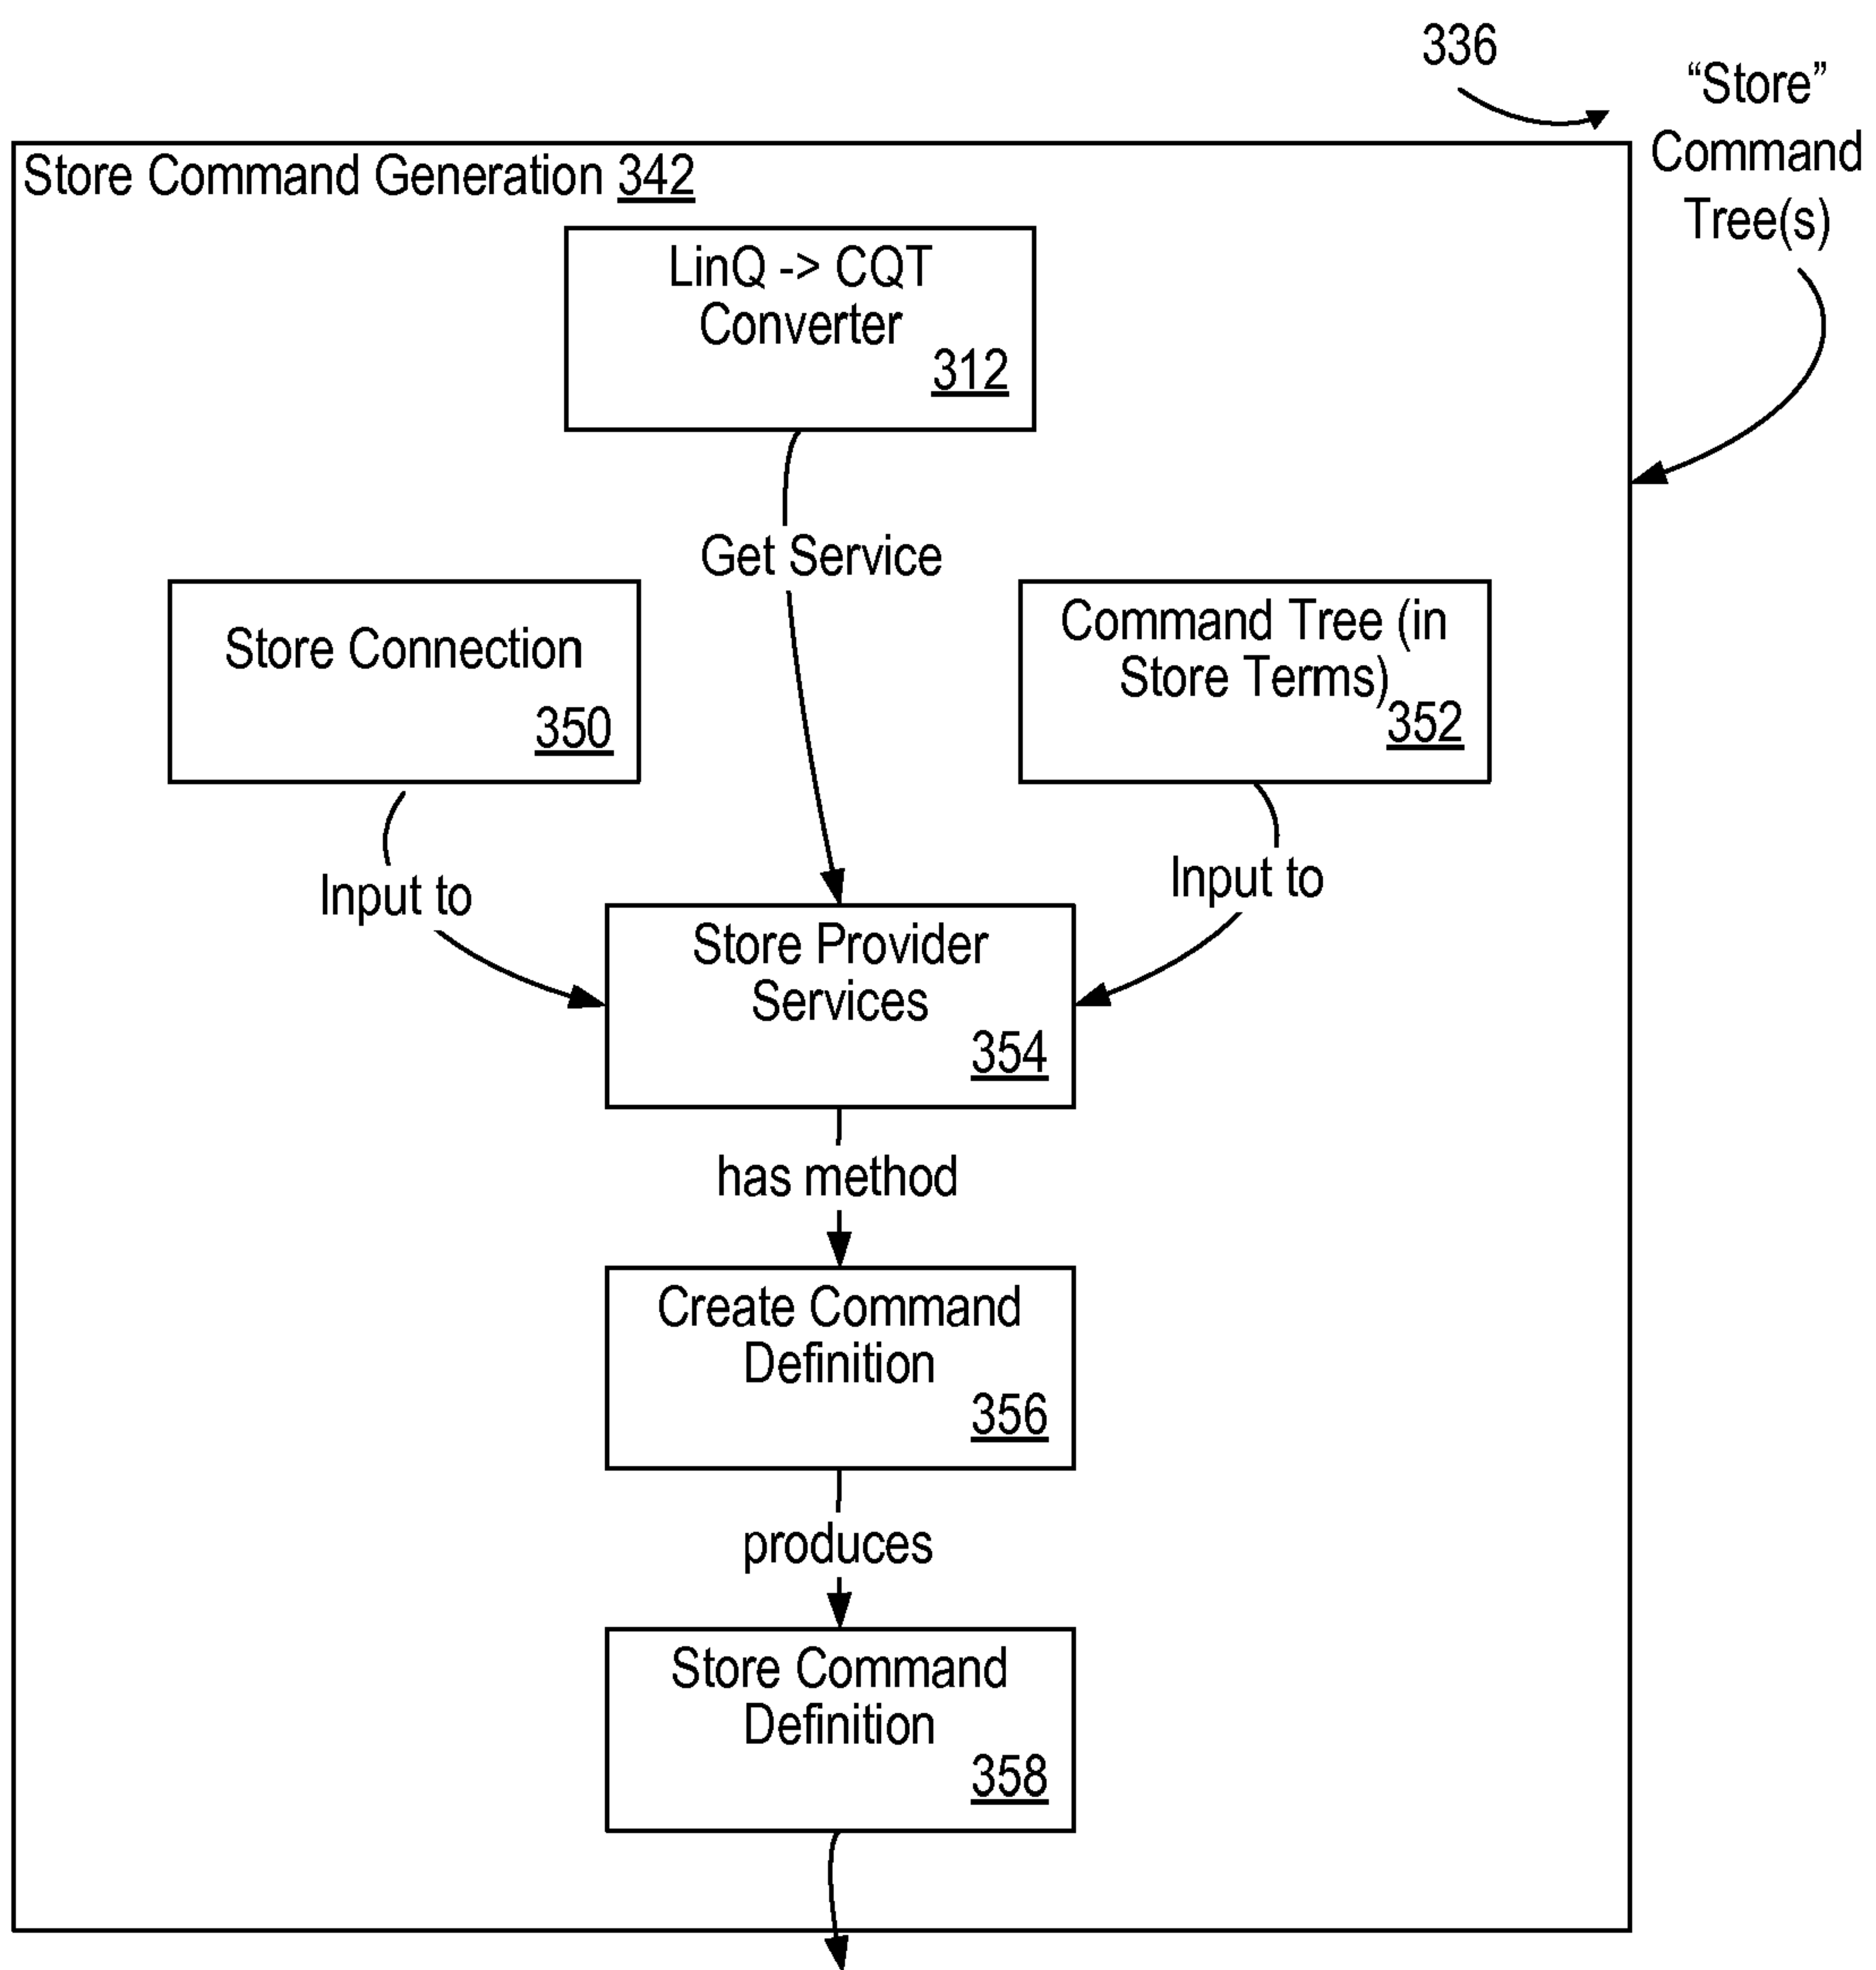 336
“Store”
Command
Tree(s)
Store Command Generation 342
LinQ -> CQT
Converter
312
Get Service
Store Connection
350
Command Tree (in
Store Terms)
352
Input to
Input to
Store Provider
Services
354
has method
Create Command
Definition
356
produces
Store Command
Definition
358